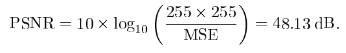 PSNR = 10 × log₁₀ ( 255 × 255 / MSE ) = 48.13 dB.